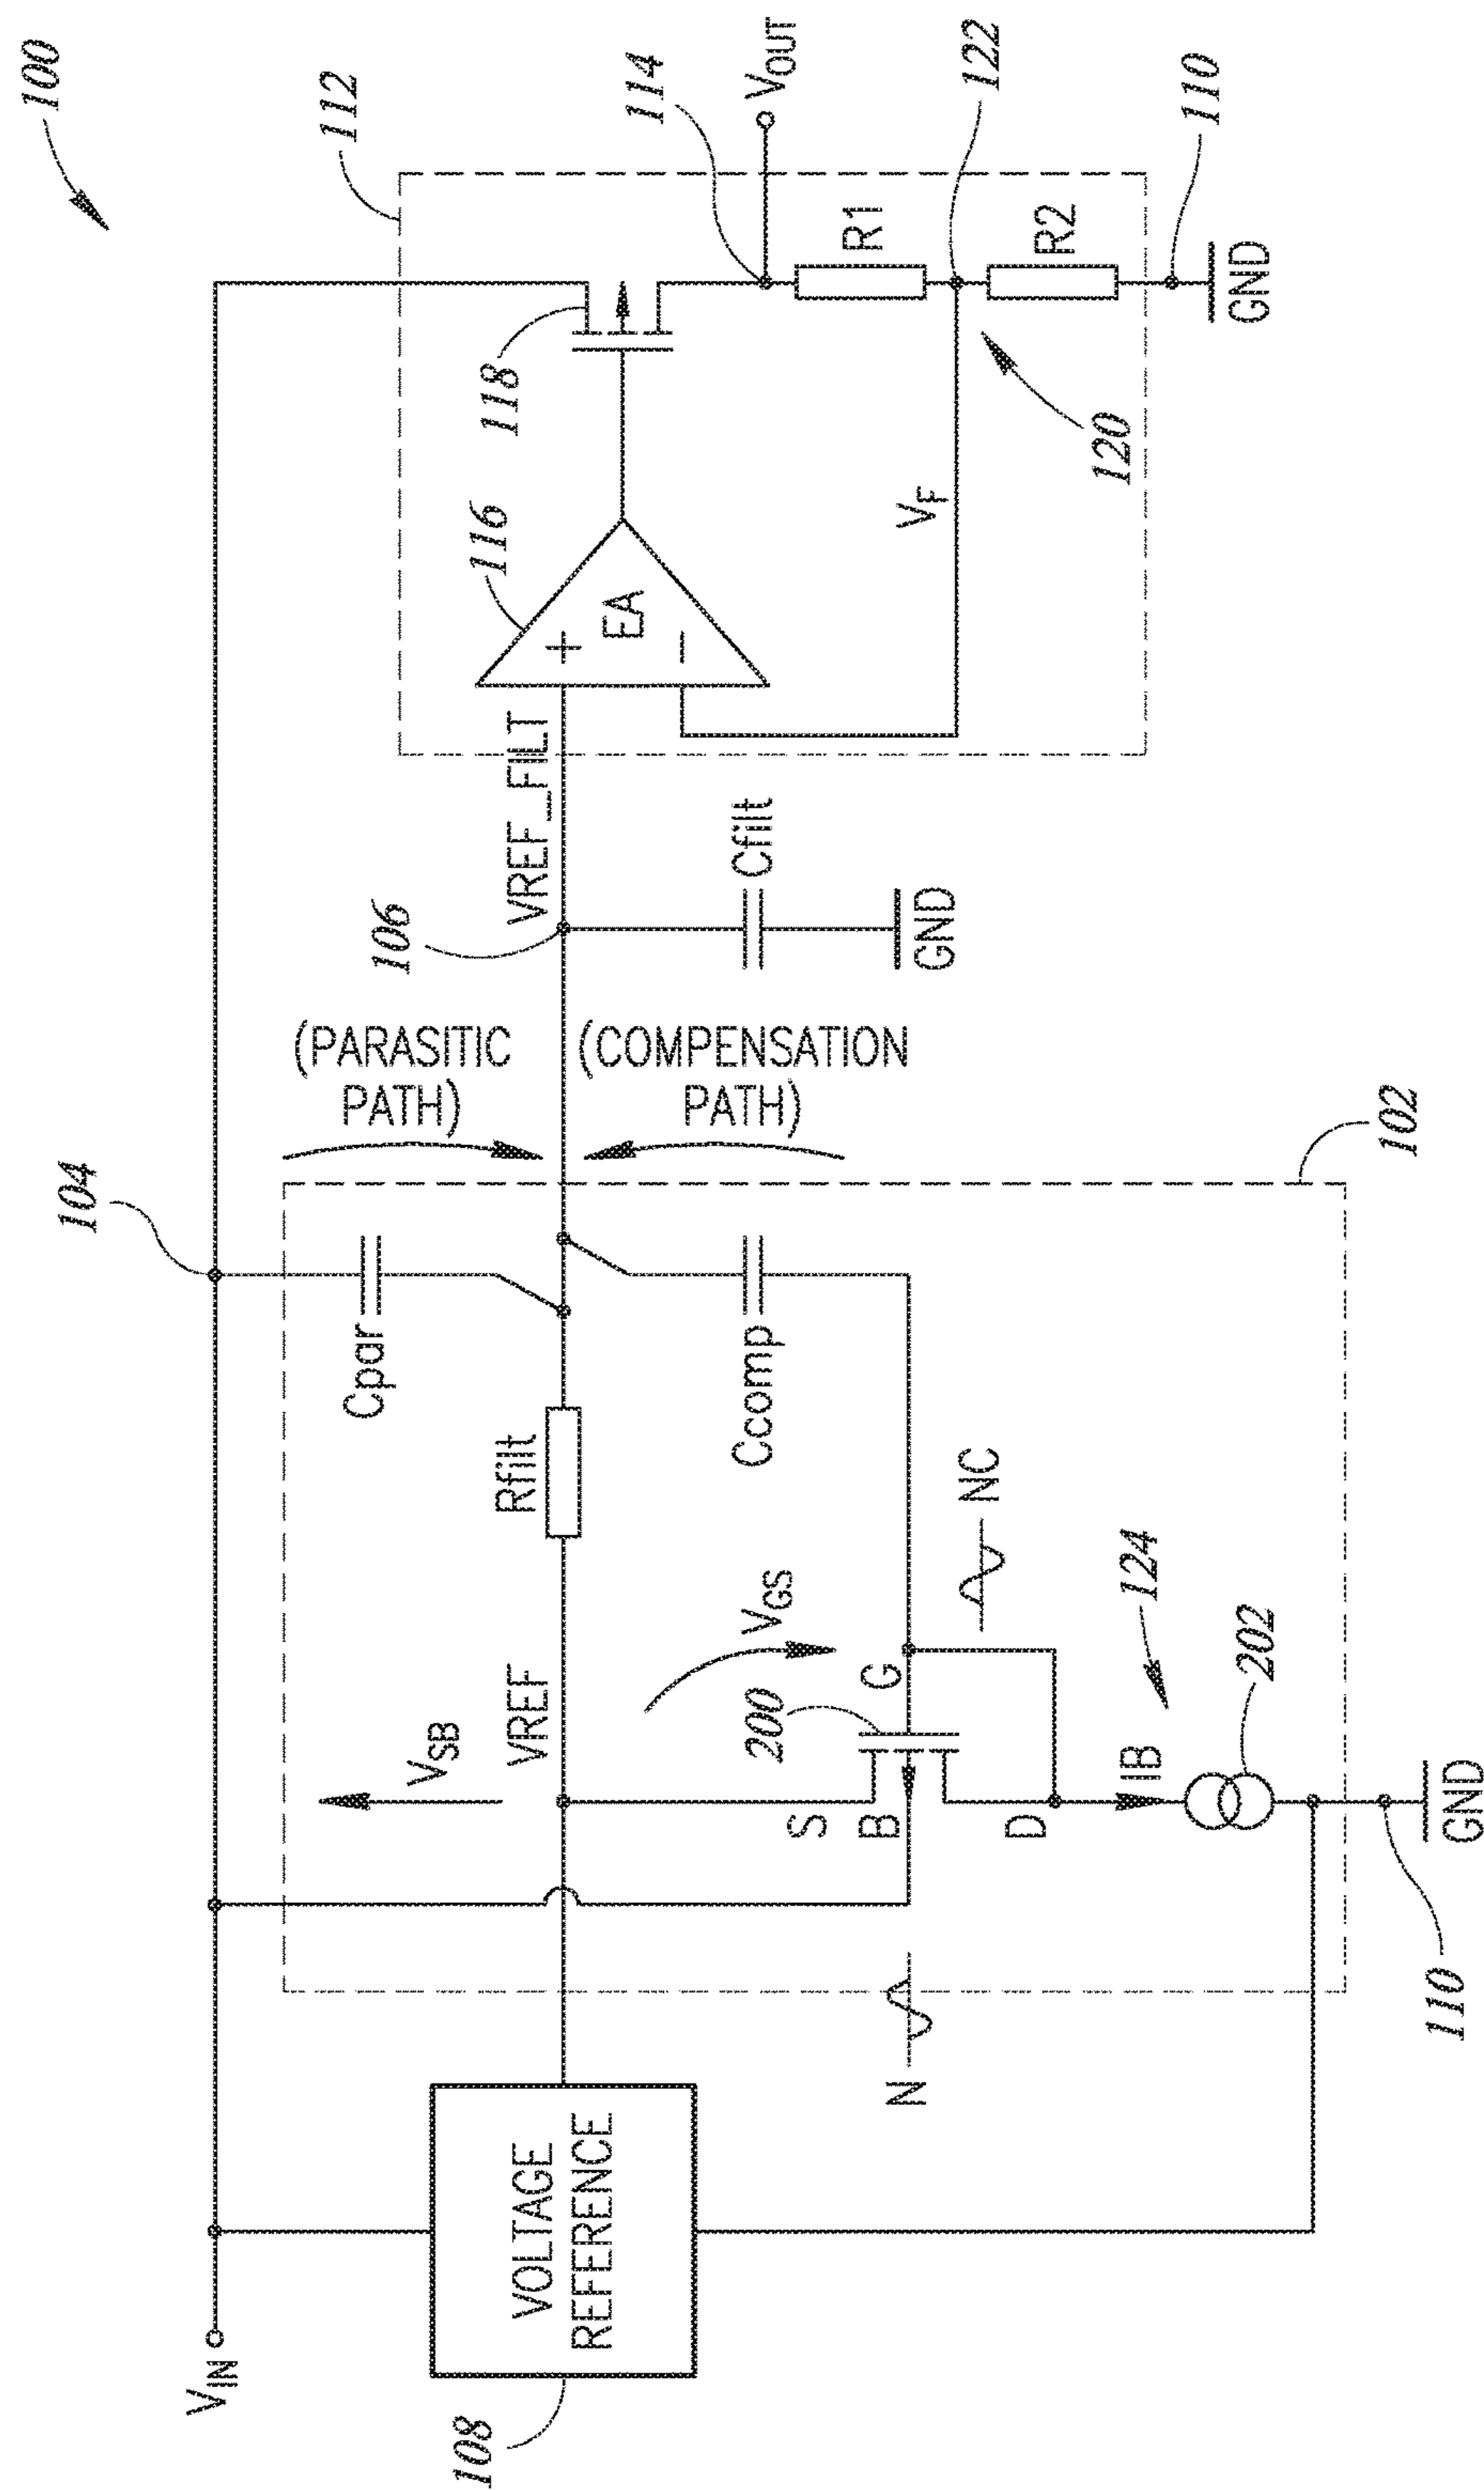 100
112
114
VOUT
122
110
104
106
118
116
EA
+
−
R1
R2
GND
120
VF
VREF_FILT
Cfilt
GND
(PARASITIC
PATH)
(COMPENSATION
PATH)
102
Cpar
Rfilt
Ccomp
VSB
VREF
VGS
200
G
S
B
D
NC
124
IB
202
GND
110
N
VIN
VOLTAGE
REFERENCE
108